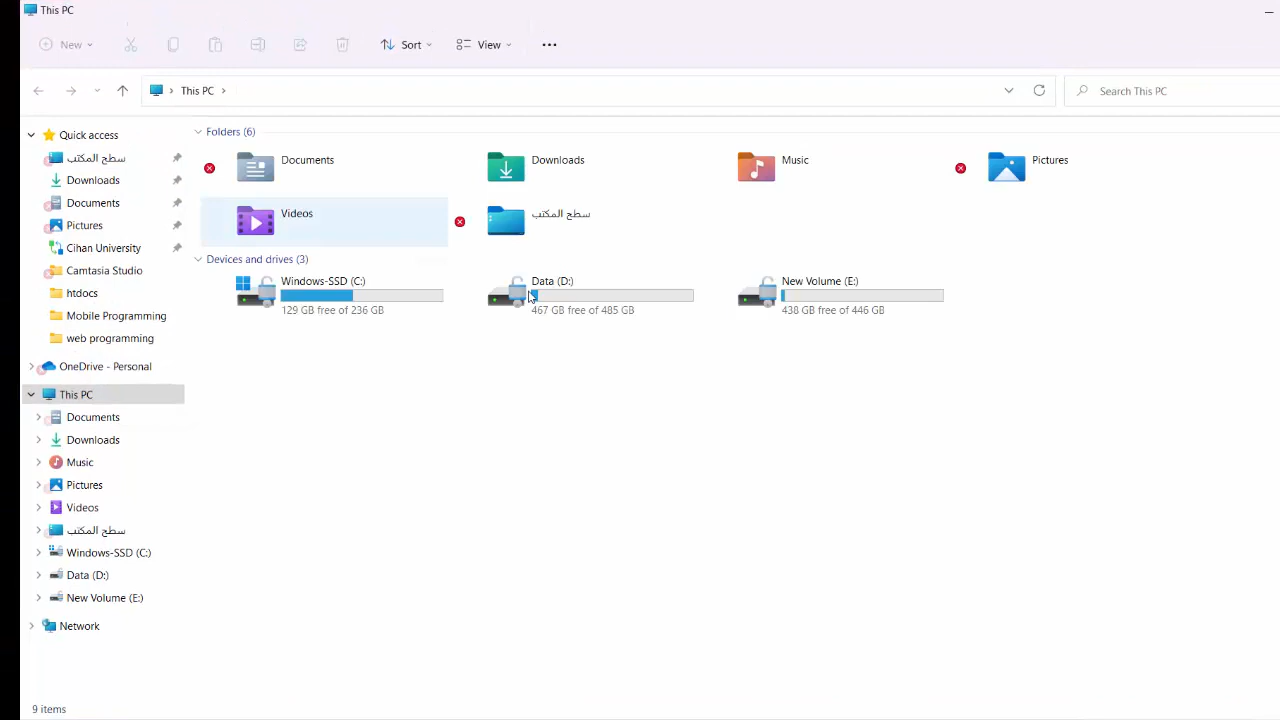 This PC
New
Sort
View
This PC
Search This PC
Quick access
سطح المكتب
Downloads
Documents
Pictures
Cihan University
Camtasia Studio
htdocs
Mobile Programming
web programming
OneDrive - Personal
This PC
Documents
Downloads
Music
Pictures
Videos
سطح المكتب
Windows-SSD (C:)
Data (D:)
New Volume (E:)
Network
Folders (6)
Documents
Downloads
Music
Pictures
Videos
سطح المكتب
Devices and drives (3)
Windows-SSD (C:)
129 GB free of 236 GB
Data (D:)
467 GB free of 485 GB
New Volume (E:)
438 GB free of 446 GB
9 items